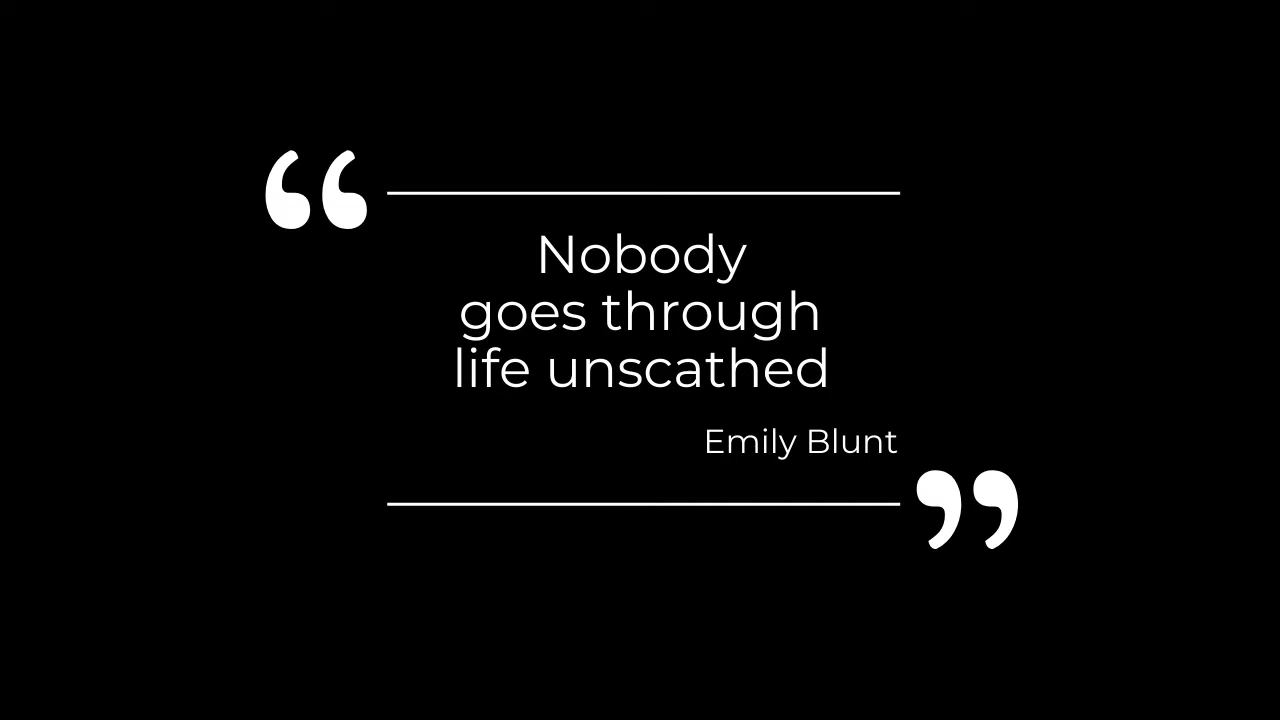 “
Nobody
goes through
life unscathed
Emily Blunt
”